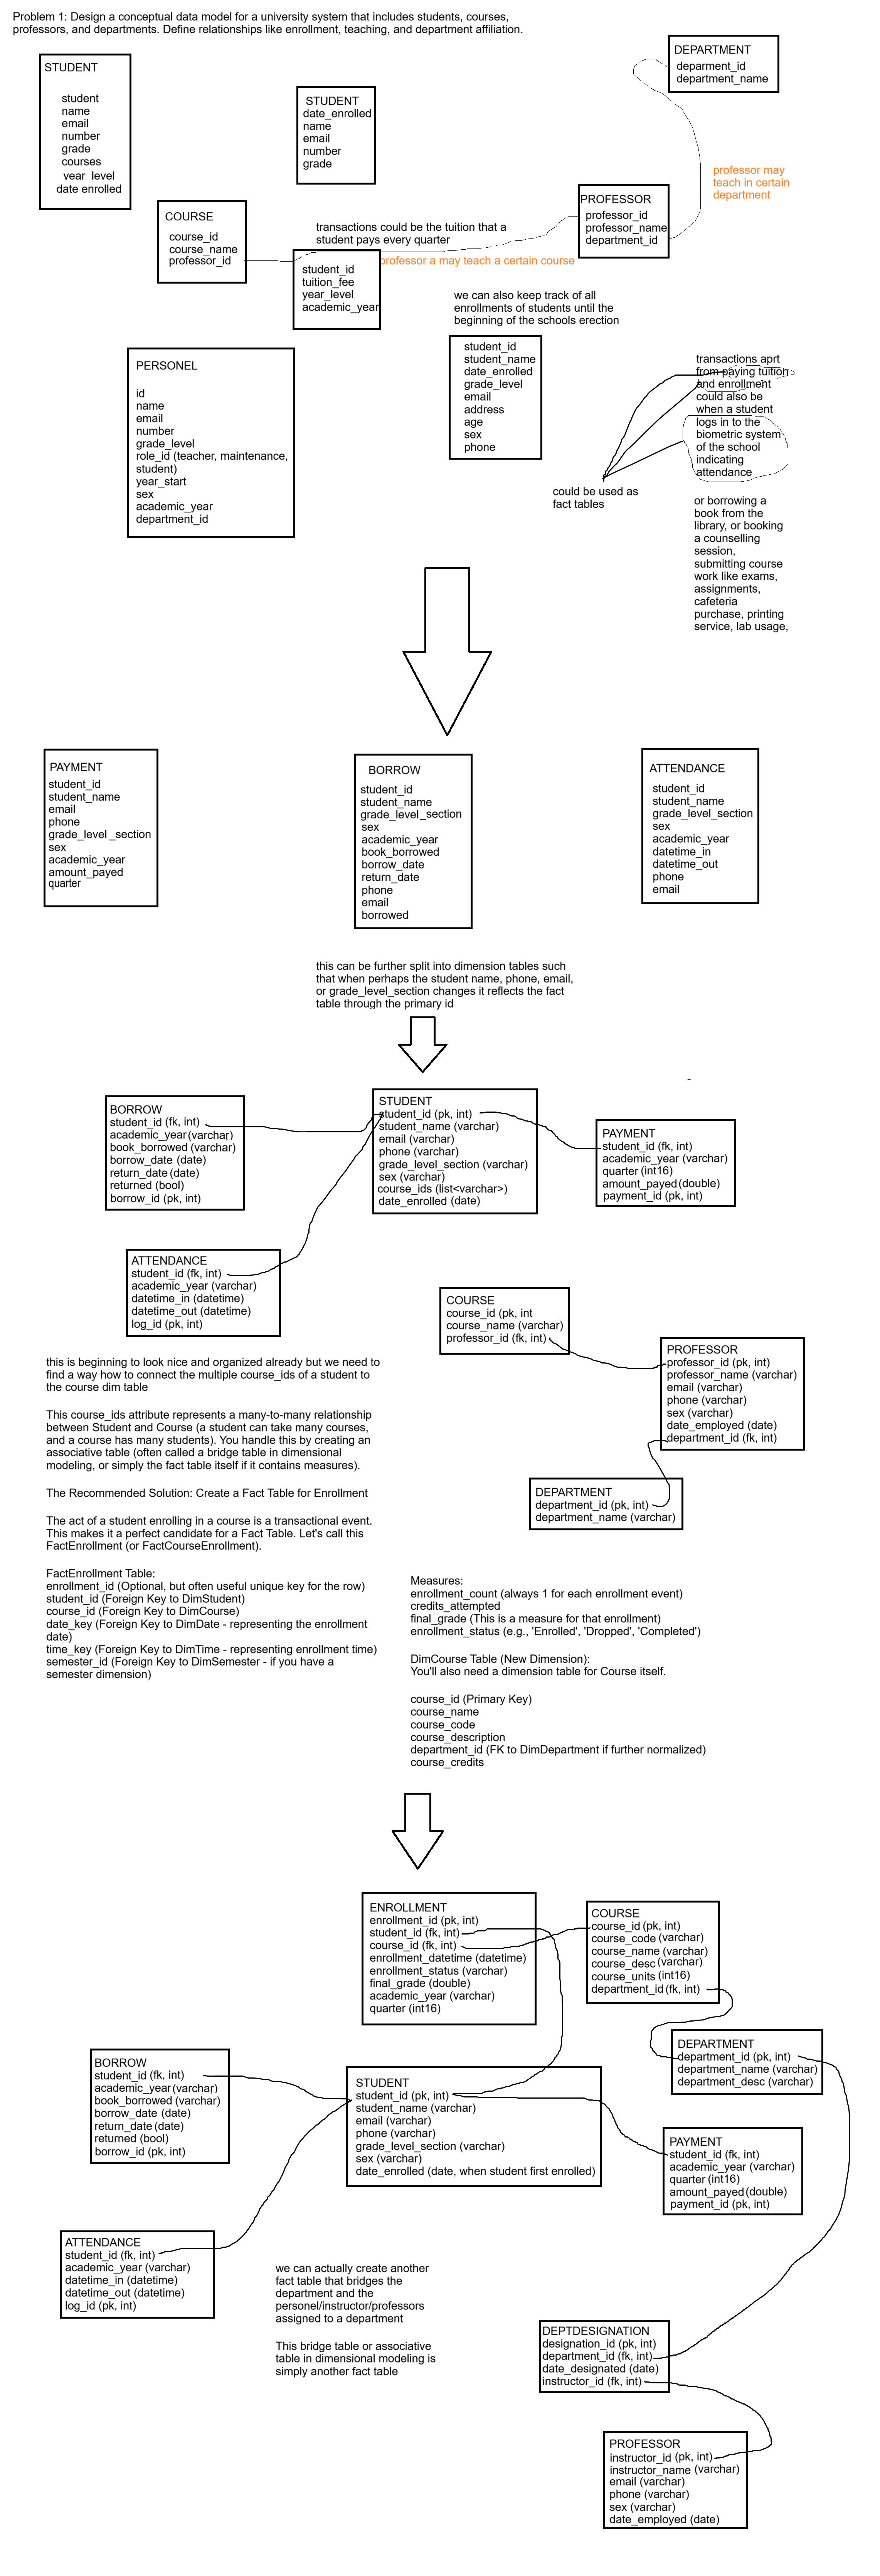 Problem 1: Design a conceptual data model for a university system that includes students, courses,
professors, and departments. Define relationships like enrollment, teaching, and department affiliation.
STUDENT
student
name
email
number
grade
courses
year level
date enrolled
STUDENT
date_enrolled
name
email
number
grade
DEPARTMENT
deparment_id
department_name
professor may
teach in certain
department
COURSE
course_id
course_name
professor_id
transactions could be the tuition that a
student pays every quarter
PROFESSOR
professor_id
professor_name
department_id
professor a may teach a certain course
student_id
tuition_fee
year_level
academic_year
we can also keep track of all
enrollments of students until the
beginning of the schools erection
student_id
student_name
date_enrolled
grade_level
email
address
age
sex
phone
PERSONEL
id
name
email
number
grade_level
role_id (teacher, maintenance,
student)
year_start
sex
academic_year
department_id
transactions aprt
from paying tuition
and enrollment
could also be
when a student
logs in to the
biometric system
of the school
indicating
attendance
could be used as
fact tables
or borrowing a
book from the
library, or booking
a counselling
session,
submitting course
work like exams,
assignments,
cafeteria
purchase, printing
service, lab usage,
PAYMENT
student_id
student_name
email
phone
grade_level_section
sex
academic_year
amount_payed
quarter
BORROW
student_id
student_name
grade_level_section
sex
academic_year
book_borrowed
borrow_date
return_date
phone
email
borrowed
ATTENDANCE
student_id
student_name
grade_level_section
sex
academic_year
datetime_in
datetime_out
phone
email
this can be further split into dimension tables such
that when perhaps the student name, phone, email,
or grade_level_section changes it reflects the fact
table through the primary id
BORROW
student_id (fk, int)
academic_year (varchar)
book_borrowed (varchar)
borrow_date (date)
return_date (date)
returned (bool)
borrow_id (pk, int)
STUDENT
student_id (pk, int)
student_name (varchar)
email (varchar)
phone (varchar)
grade_level_section (varchar)
sex (varchar)
course_ids (list<varchar>)
date_enrolled (date)
PAYMENT
student_id (fk, int)
academic_year (varchar)
quarter (int16)
amount_payed (double)
payment_id (pk, int)
ATTENDANCE
student_id (fk, int)
academic_year (varchar)
datetime_in (datetime)
datetime_out (datetime)
log_id (pk, int)
COURSE
course_id (pk, int
course_name (varchar)
professor_id (fk, int)
PROFESSOR
professor_id (pk, int)
professor_name (varchar)
email (varchar)
phone (varchar)
sex (varchar)
date_employed (date)
department_id (fk, int)
DEPARTMENT
department_id (pk, int)
department_name (varchar)
this is beginning to look nice and organized already but we need to
find a way how to connect the multiple course_ids of a student to
the course dim table
This course_ids attribute represents a many-to-many relationship
between Student and Course (a student can take many courses,
and a course has many students). You handle this by creating an
associative table (often called a bridge table in dimensional
modeling, or simply the fact table itself if it contains measures).
The Recommended Solution: Create a Fact Table for Enrollment
The act of a student enrolling in a course is a transactional event.
This makes it a perfect candidate for a Fact Table. Let's call this
FactEnrollment (or FactCourseEnrollment).
FactEnrollment Table:
enrollment_id (Optional, but often useful unique key for the row)
student_id (Foreign Key to DimStudent)
course_id (Foreign Key to DimCourse)
date_key (Foreign Key to DimDate - representing the enrollment
date)
time_key (Foreign Key to DimTime - representing enrollment time)
semester_id (Foreign Key to DimSemester - if you have a
semester dimension)
Measures:
enrollment_count (always 1 for each enrollment event)
credits_attempted
final_grade (This is a measure for that enrollment)
enrollment_status (e.g., 'Enrolled', 'Dropped', 'Completed')
DimCourse Table (New Dimension):
You'll also need a dimension table for Course itself.
course_id (Primary Key)
course_name
course_code
course_description
department_id (FK to DimDepartment if further normalized)
course_credits
ENROLLMENT
enrollment_id (pk, int)
student_id (fk, int)
course_id (fk, int)
enrollment_datetime (datetime)
enrollment_status (varchar)
final_grade (double)
academic_year (varchar)
quarter (int16)
COURSE
course_id (pk, int)
course_code (varchar)
course_name (varchar)
course_desc (varchar)
course_units (int16)
department_id (fk, int)
DEPARTMENT
department_id (pk, int)
department_name (varchar)
department_desc (varchar)
BORROW
student_id (fk, int)
academic_year (varchar)
book_borrowed (varchar)
borrow_date (date)
return_date (date)
returned (bool)
borrow_id (pk, int)
STUDENT
student_id (pk, int)
student_name (varchar)
email (varchar)
phone (varchar)
grade_level_section (varchar)
sex (varchar)
date_enrolled (date, when student first enrolled)
PAYMENT
student_id (fk, int)
academic_year (varchar)
quarter (int16)
amount_payed (double)
payment_id (pk, int)
ATTENDANCE
student_id (fk, int)
academic_year (varchar)
datetime_in (datetime)
datetime_out (datetime)
log_id (pk, int)
we can actually create another
fact table that bridges the
department and the
personel/instructor/professors
assigned to a department
This bridge table or associative
table in dimensional modeling is
simply another fact table
DEPTDESIGNATION
designation_id (pk, int)
department_id (fk, int)
date_designated (date)
instructor_id (fk, int)
PROFESSOR
instructor_id (pk, int)
instructor_name (varchar)
email (varchar)
phone (varchar)
sex (varchar)
date_employed (date)